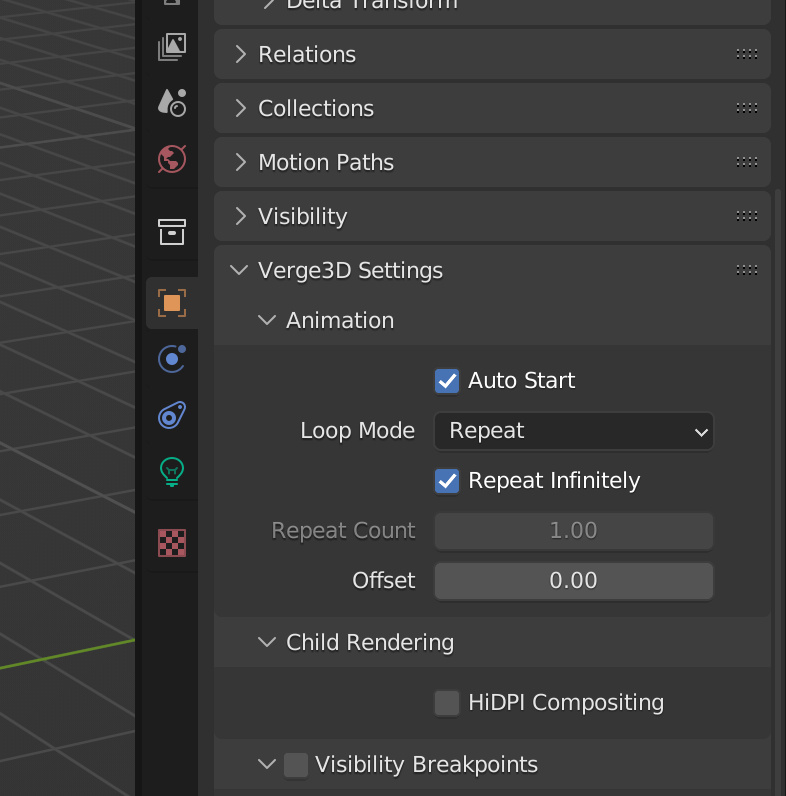 Delta Transform
Relations
Collections
Motion Paths
Visibility
Verge3D Settings
Animation
Auto Start
Loop Mode Repeat
Repeat Infinitely
Repeat Count 1.00
Offset 0.00
Child Rendering
HiDPI Compositing
Visibility Breakpoints